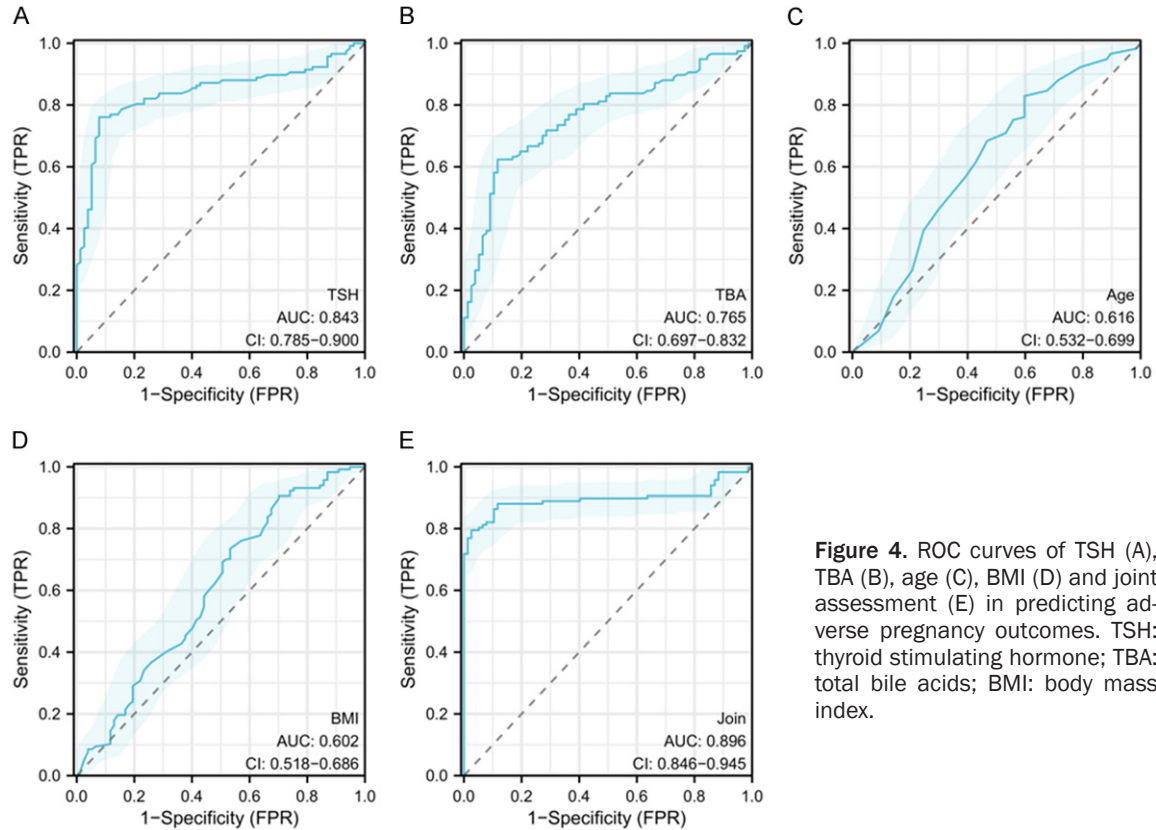 A
Sensitivity (TPR)
1.0
0.8
0.6
0.4
0.2
0.0
TSH
AUC: 0.843
CI: 0.785−0.900
0.0 0.2 0.4 0.6 0.8 1.0
1−Specificity (FPR)
B
Sensitivity (TPR)
1.0
0.8
0.6
0.4
0.2
0.0
TBA
AUC: 0.765
CI: 0.697−0.832
0.0 0.2 0.4 0.6 0.8 1.0
1−Specificity (FPR)
C
Sensitivity (TPR)
1.0
0.8
0.6
0.4
0.2
0.0
Age
AUC: 0.616
CI: 0.532−0.699
0.0 0.2 0.4 0.6 0.8 1.0
1−Specificity (FPR)
D
Sensitivity (TPR)
1.0
0.8
0.6
0.4
0.2
0.0
BMI
AUC: 0.602
CI: 0.518−0.686
0.0 0.2 0.4 0.6 0.8 1.0
1−Specificity (FPR)
E
Sensitivity (TPR)
1.0
0.8
0.6
0.4
0.2
0.0
Join
AUC: 0.896
CI: 0.846−0.945
0.0 0.2 0.4 0.6 0.8 1.0
1−Specificity (FPR)
Figure 4. ROC curves of TSH (A),
TBA (B), age (C), BMI (D) and joint
assessment (E) in predicting ad-
verse pregnancy outcomes. TSH:
thyroid stimulating hormone; TBA:
total bile acids; BMI: body mass
index.